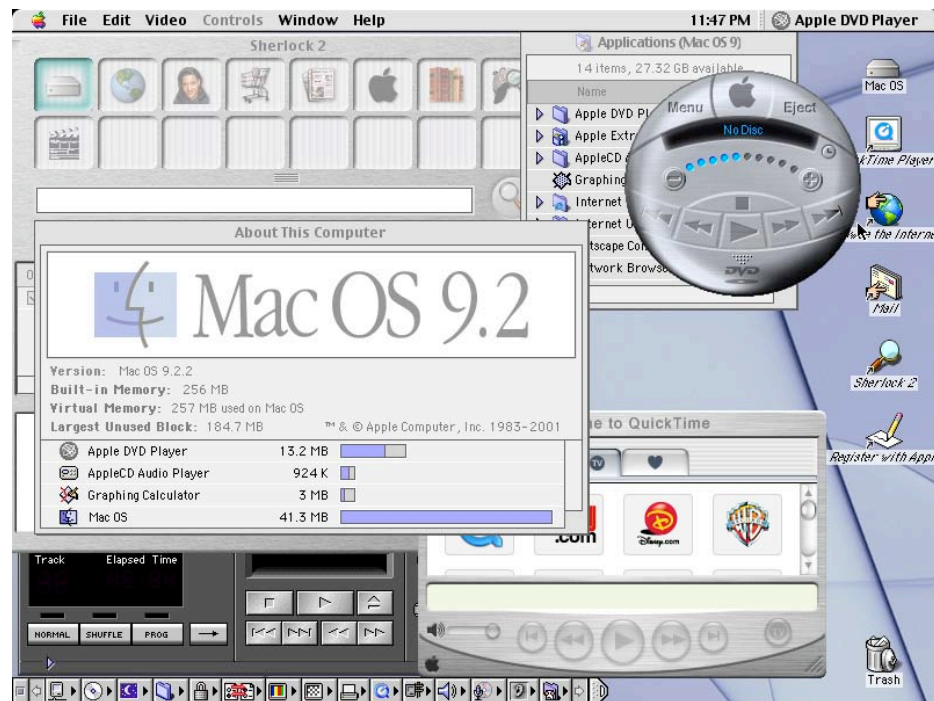 File Edit Video Controls Window Help 11:47 PM Apple DVD Player
Sherlock 2
Applications (Mac OS 9)
14 items, 27.32 GB available
Name
Apple DVD Pl
Apple Extr
AppleCD
Graphing
Internet
ternet U
tscape Co
twork Brows
Menu
Eject
No Disc
DVD
Mac OS
kTime Player
the Interne
Mail
Sherlock 2
Register with Appl
Trash
About This Computer
Mac OS 9.2
Version: Mac OS 9.2.2
Built-in Memory: 256 MB
Virtual Memory: 257 MB used on Mac OS
Largest Unused Block: 184.7 MB ™ & © Apple Computer, Inc. 1983-2001
Apple DVD Player 13.2 MB
AppleCD Audio Player 924 K
Graphing Calculator 3 MB
Mac OS 41.3 MB
e to QuickTime
TV
.com
Disney.com
Track Elapsed Time
NORMAL SHUFFLE PROG